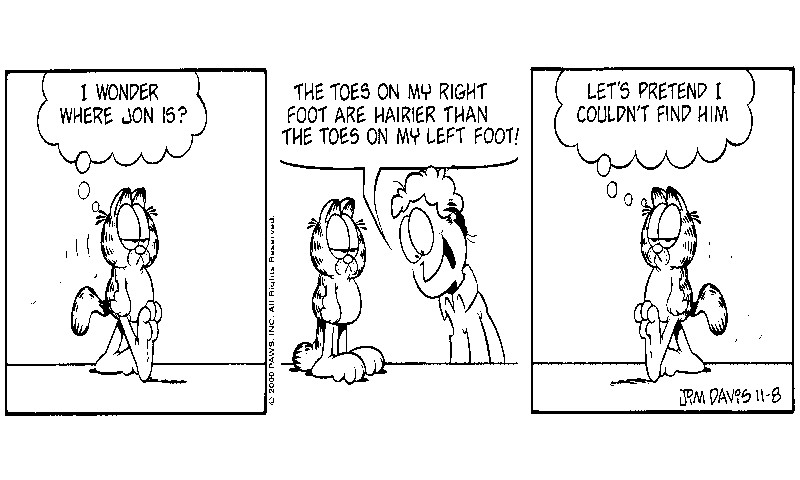 I WONDER
WHERE JON IS?
THE TOES ON MY RIGHT
FOOT ARE HAIRIER THAN
THE TOES ON MY LEFT FOOT!
© 2000 PAWS, INC. All Rights Reserved.
LET'S PRETEND I
COULDN'T FIND HIM
JIM DAVIS 11-8